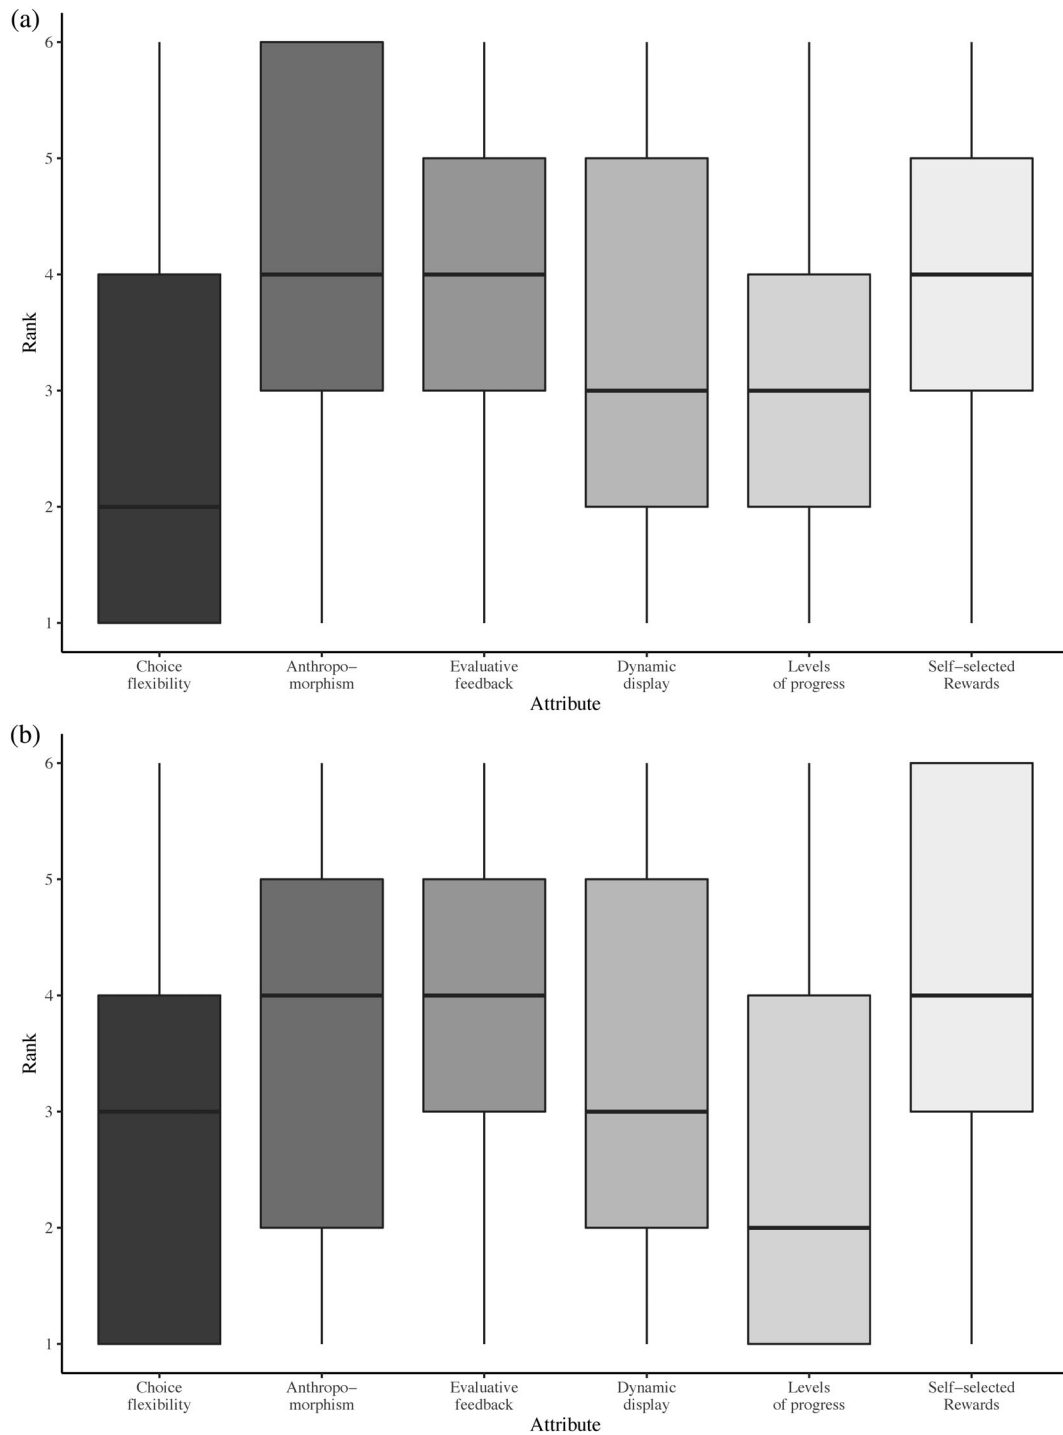 (a)
6
5
4
3
2
1
Rank
Choice
flexibility
Anthropo–
morphism
Evaluative
feedback
Dynamic
display
Levels
of progress
Self–selected
Rewards
Attribute
(b)
6
5
4
3
2
1
Rank
Choice
flexibility
Anthropo–
morphism
Evaluative
feedback
Dynamic
display
Levels
of progress
Self–selected
Rewards
Attribute